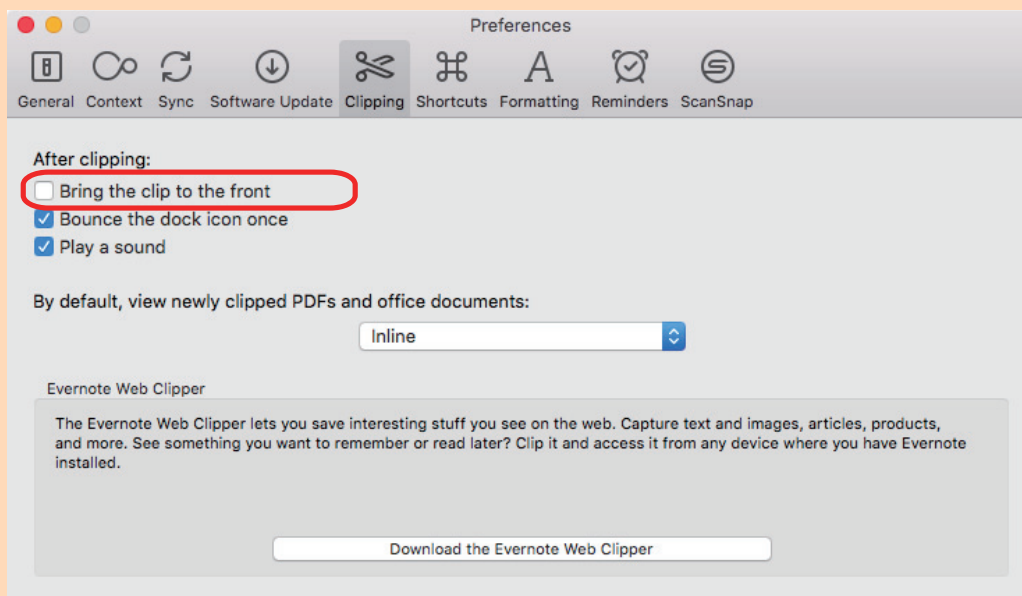 Preferences
General Context Sync Software Update Clipping Shortcuts Formatting Reminders ScanSnap
After clipping:
Bring the clip to the front
Bounce the dock icon once
Play a sound
By default, view newly clipped PDFs and office documents:
Inline
Evernote Web Clipper
The Evernote Web Clipper lets you save interesting stuff you see on the web. Capture text and images, articles, products,
and more. See something you want to remember or read later? Clip it and access it from any device where you have Evernote
installed.
Download the Evernote Web Clipper